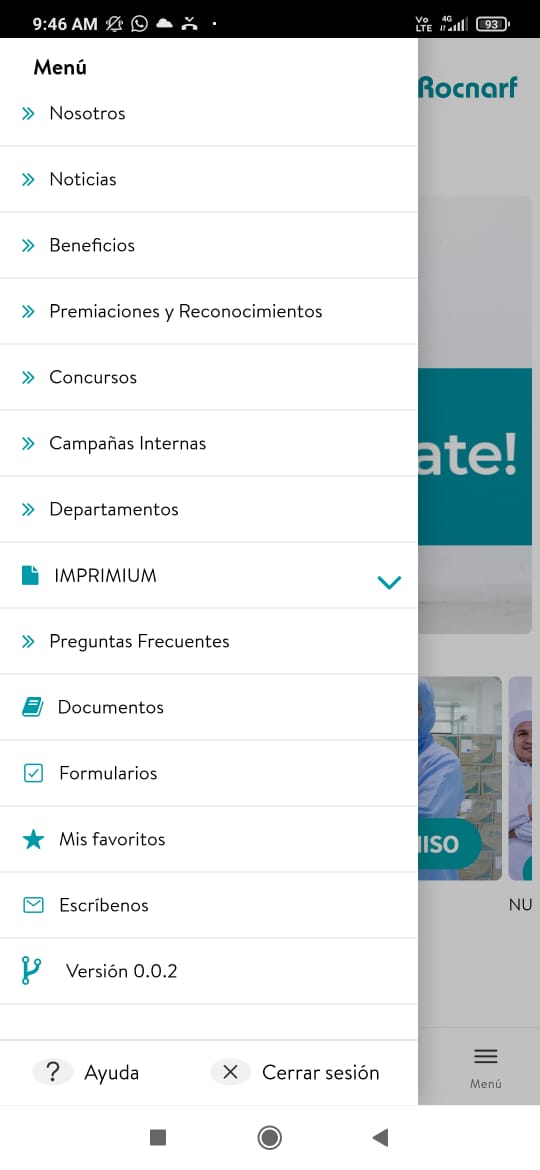 9:46 AM
Vo LTE 4G 93
Menú
Rocnarf
Nosotros
Noticias
Beneficios
Premiaciones y Reconocimientos
Concursos
Campañas Internas
ate!
Departamentos
IMPRIMIUM
Preguntas Frecuentes
Documentos
Formularios
Mis favoritos
ISO
Escríbenos
NU
Versión 0.0.2
? Ayuda
Cerrar sesión
Menú